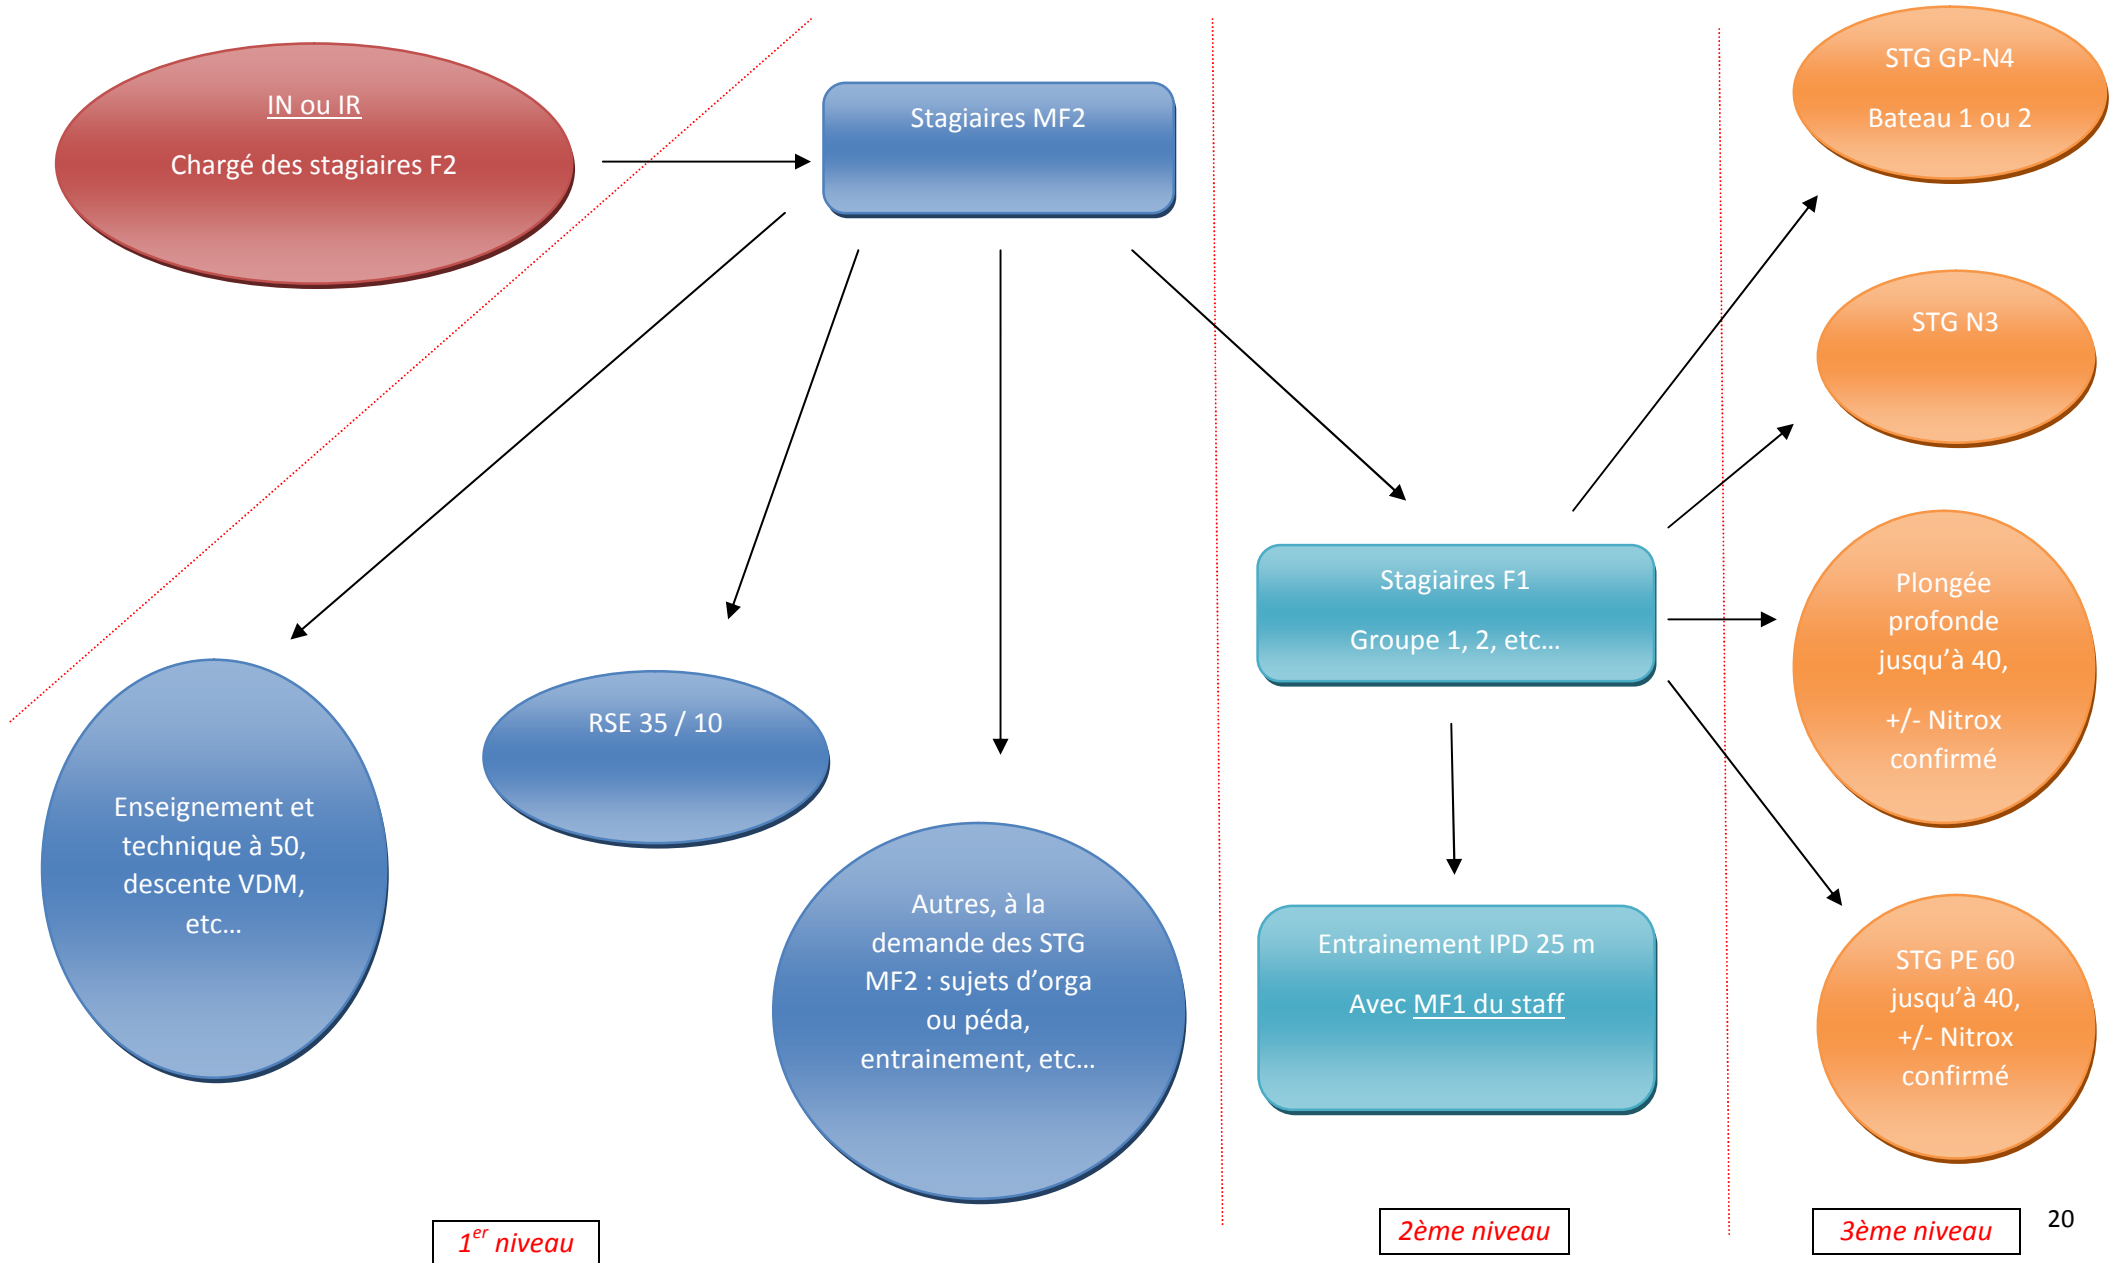 IN ou IR
Chargé des stagiaires F2
Stagiaires MF2
STG GP-N4
Bateau 1 ou 2
STG N3
Stagiaires F1
Groupe 1, 2, etc…
Plongée
profonde
jusqu’à 40,
+/- Nitrox
confirmé
RSE 35 / 10
Enseignement et
technique à 50,
descente VDM,
etc…
Autres, à la
demande des STG
MF2 : sujets d’orga
ou péda,
entrainement, etc…
Entrainement IPD 25 m
Avec MF1 du staff
STG PE 60
jusqu’à 40,
+/- Nitrox
confirmé
1er niveau
2ème niveau
3ème niveau
20